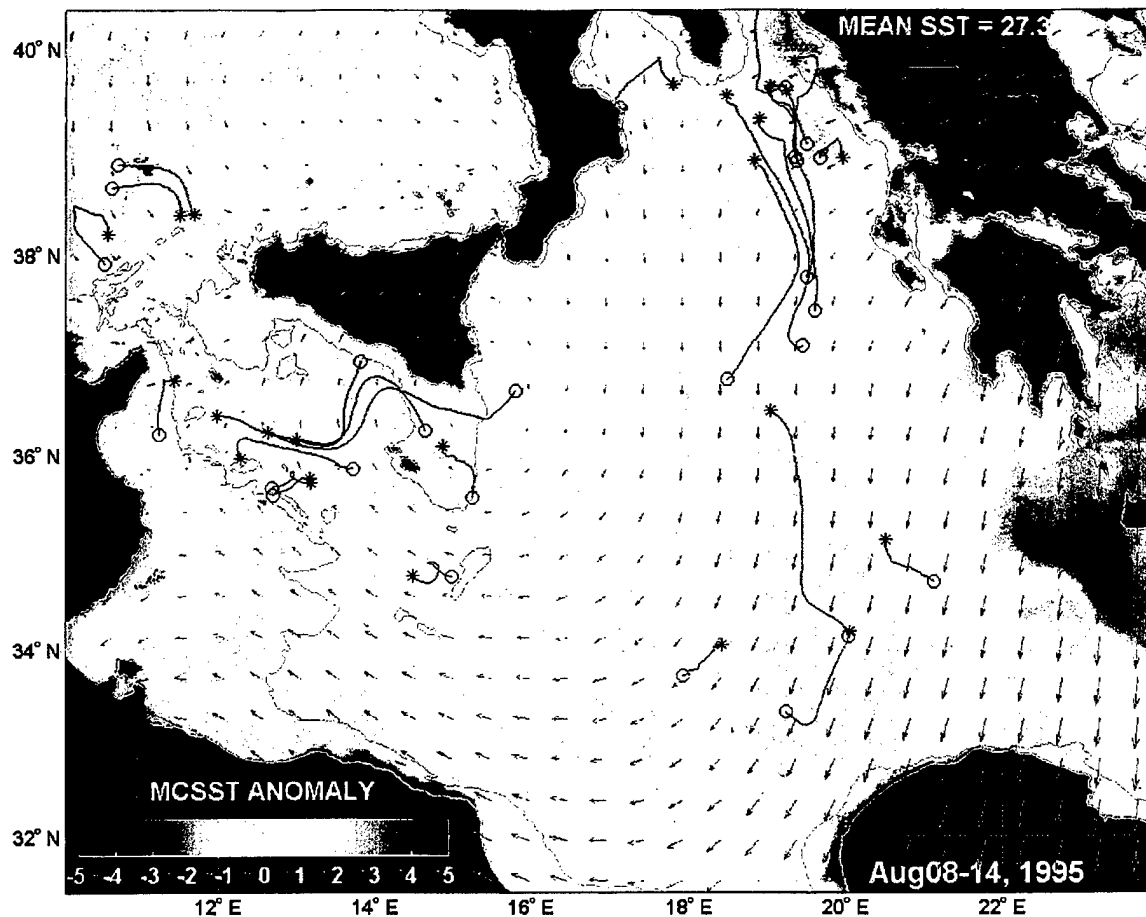 40° N
MEAN SST = 27.3
38° N
36° N
34° N
MCSST ANOMALY
32° N
-5 -4 -2 -1 0 1 2 3 4 5
Aug08-14, 1995
12° E 14° E 16° E 18° E 20° E 22° E